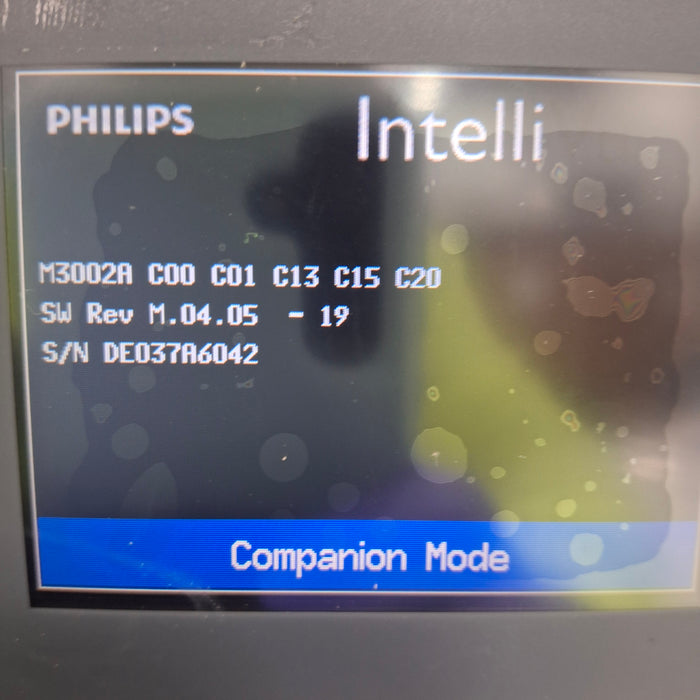 PHILIPS
Intelli
M3002A C00 C01 C13 C15 C20
SW Rev M.04.05 - 19
S/N DE037A6042
Companion Mode